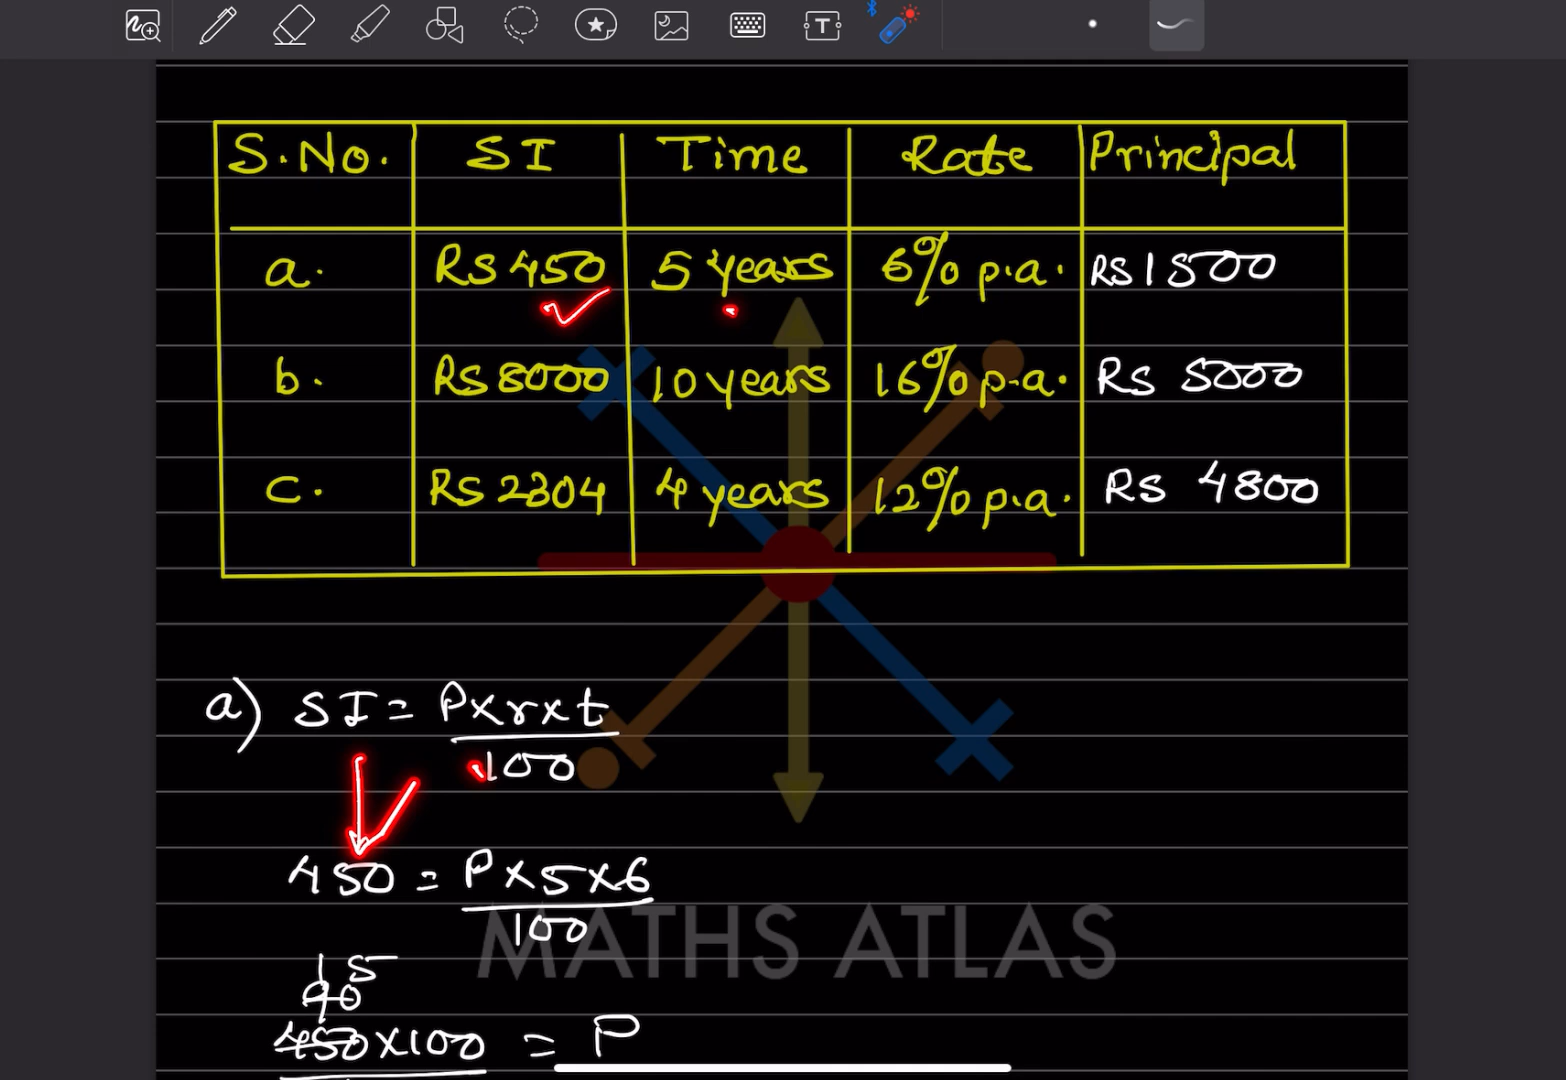 S.No. SI Time Rate Principal
a. RS 450 5 years 6% p.a. RS 1500
b. RS 8000 10 years 16% p.a. RS 5000
c. RS 2304 4 years 12% p.a. RS 4800
a) SI = P×r×t
100
450 = P×5×6
100
MATHS ATLAS
15
90
450×100 = P